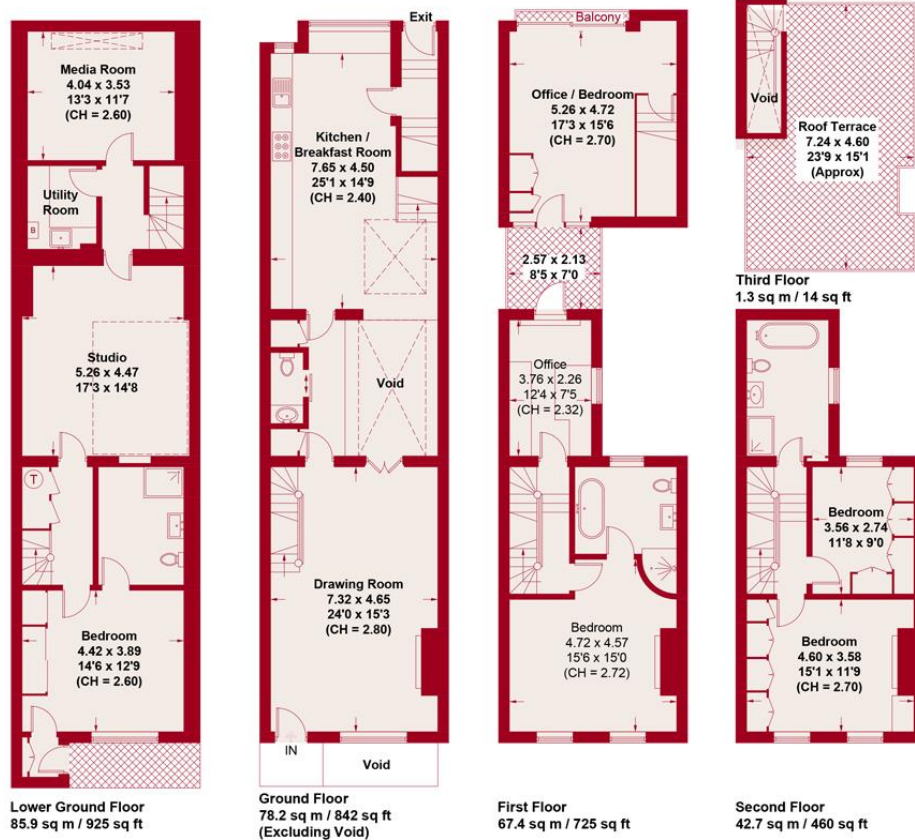 Media Room
4.04 x 3.53
13'3 x 11'7
(CH = 2.60)
Utility
Room
B
Studio
5.26 x 4.47
17'3 x 14'8
T
Bedroom
4.42 x 3.89
14'6 x 12'9
(CH = 2.60)
Lower Ground Floor
85.9 sq m / 925 sq ft
Exit
Kitchen /
Breakfast Room
7.65 x 4.50
25'1 x 14'9
(CH = 2.40)
Void
Drawing Room
7.32 x 4.65
24'0 x 15'3
(CH = 2.80)
IN
Void
Ground Floor
78.2 sq m / 842 sq ft
(Excluding Void)
Balcony
Office / Bedroom
5.26 x 4.72
17'3 x 15'6
(CH = 2.70)
2.57 x 2.13
8'5 x 7'0
Office
3.76 x 2.26
12'4 x 7'5
(CH = 2.32)
Bedroom
4.72 x 4.57
15'6 x 15'0
(CH = 2.72)
First Floor
67.4 sq m / 725 sq ft
Void
Roof Terrace
7.24 x 4.60
23'9 x 15'1
(Approx)
Third Floor
1.3 sq m / 14 sq ft
Bedroom
3.56 x 2.74
11'8 x 9'0
Bedroom
4.60 x 3.58
15'1 x 11'9
(CH = 2.70)
Second Floor
42.7 sq m / 460 sq ft